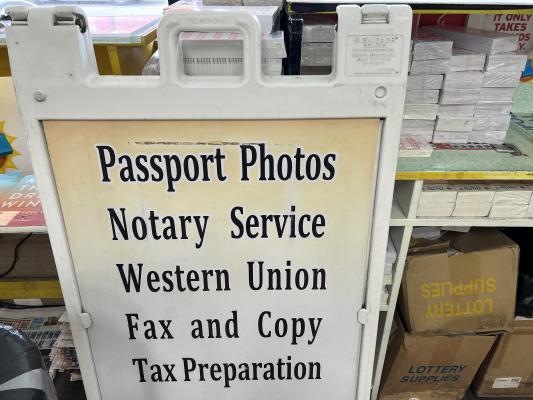 IT ONLY
TAKES
Passport Photos
Notary Service
Western Union
Fax and Copy
Tax Preparation
LOTTERY
SUPPLIES
LOTTERY
SUPPLIES